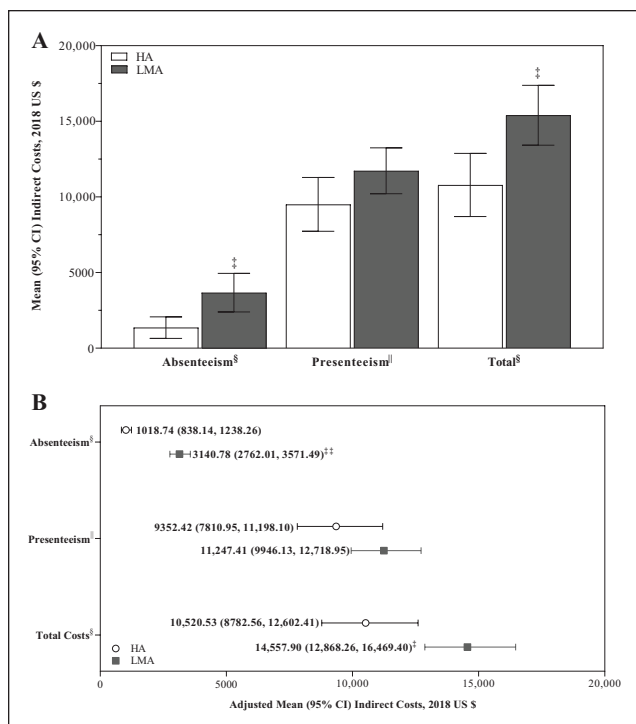 A
Mean (95% CI) Indirect Costs, 2018 US $
20,000
15,000
10,000
5000
0
HA
LMA
‡
‡
Absenteeism§
Presenteeism||
Total§
B
Absenteeism§
1018.74 (838.14, 1238.26)
3140.78 (2762.01, 3571.49)‡‡
Presenteeism||
9352.42 (7810.95, 11,198.10)
11,247.41 (9946.13, 12,718.95)
Total Costs§
10,520.53 (8782.56, 12,602.41)
14,557.90 (12,868.26, 16,469.40)‡
HA
LMA
0 5000 10,000 15,000 20,000
Adjusted Mean (95% CI) Indirect Costs, 2018 US $